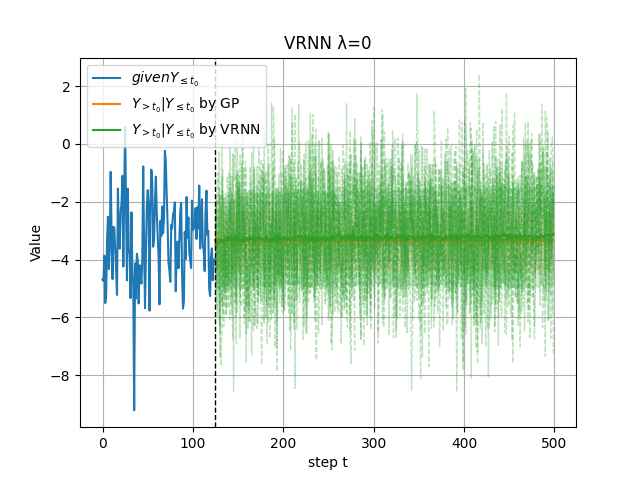 VRNN λ=0
given Y≤t₀
Y>t₀|Y≤t₀ by GP
Y>t₀|Y≤t₀ by VRNN
Value
2
0
−2
−4
−6
−8
0
100
200
300
400
500
step t